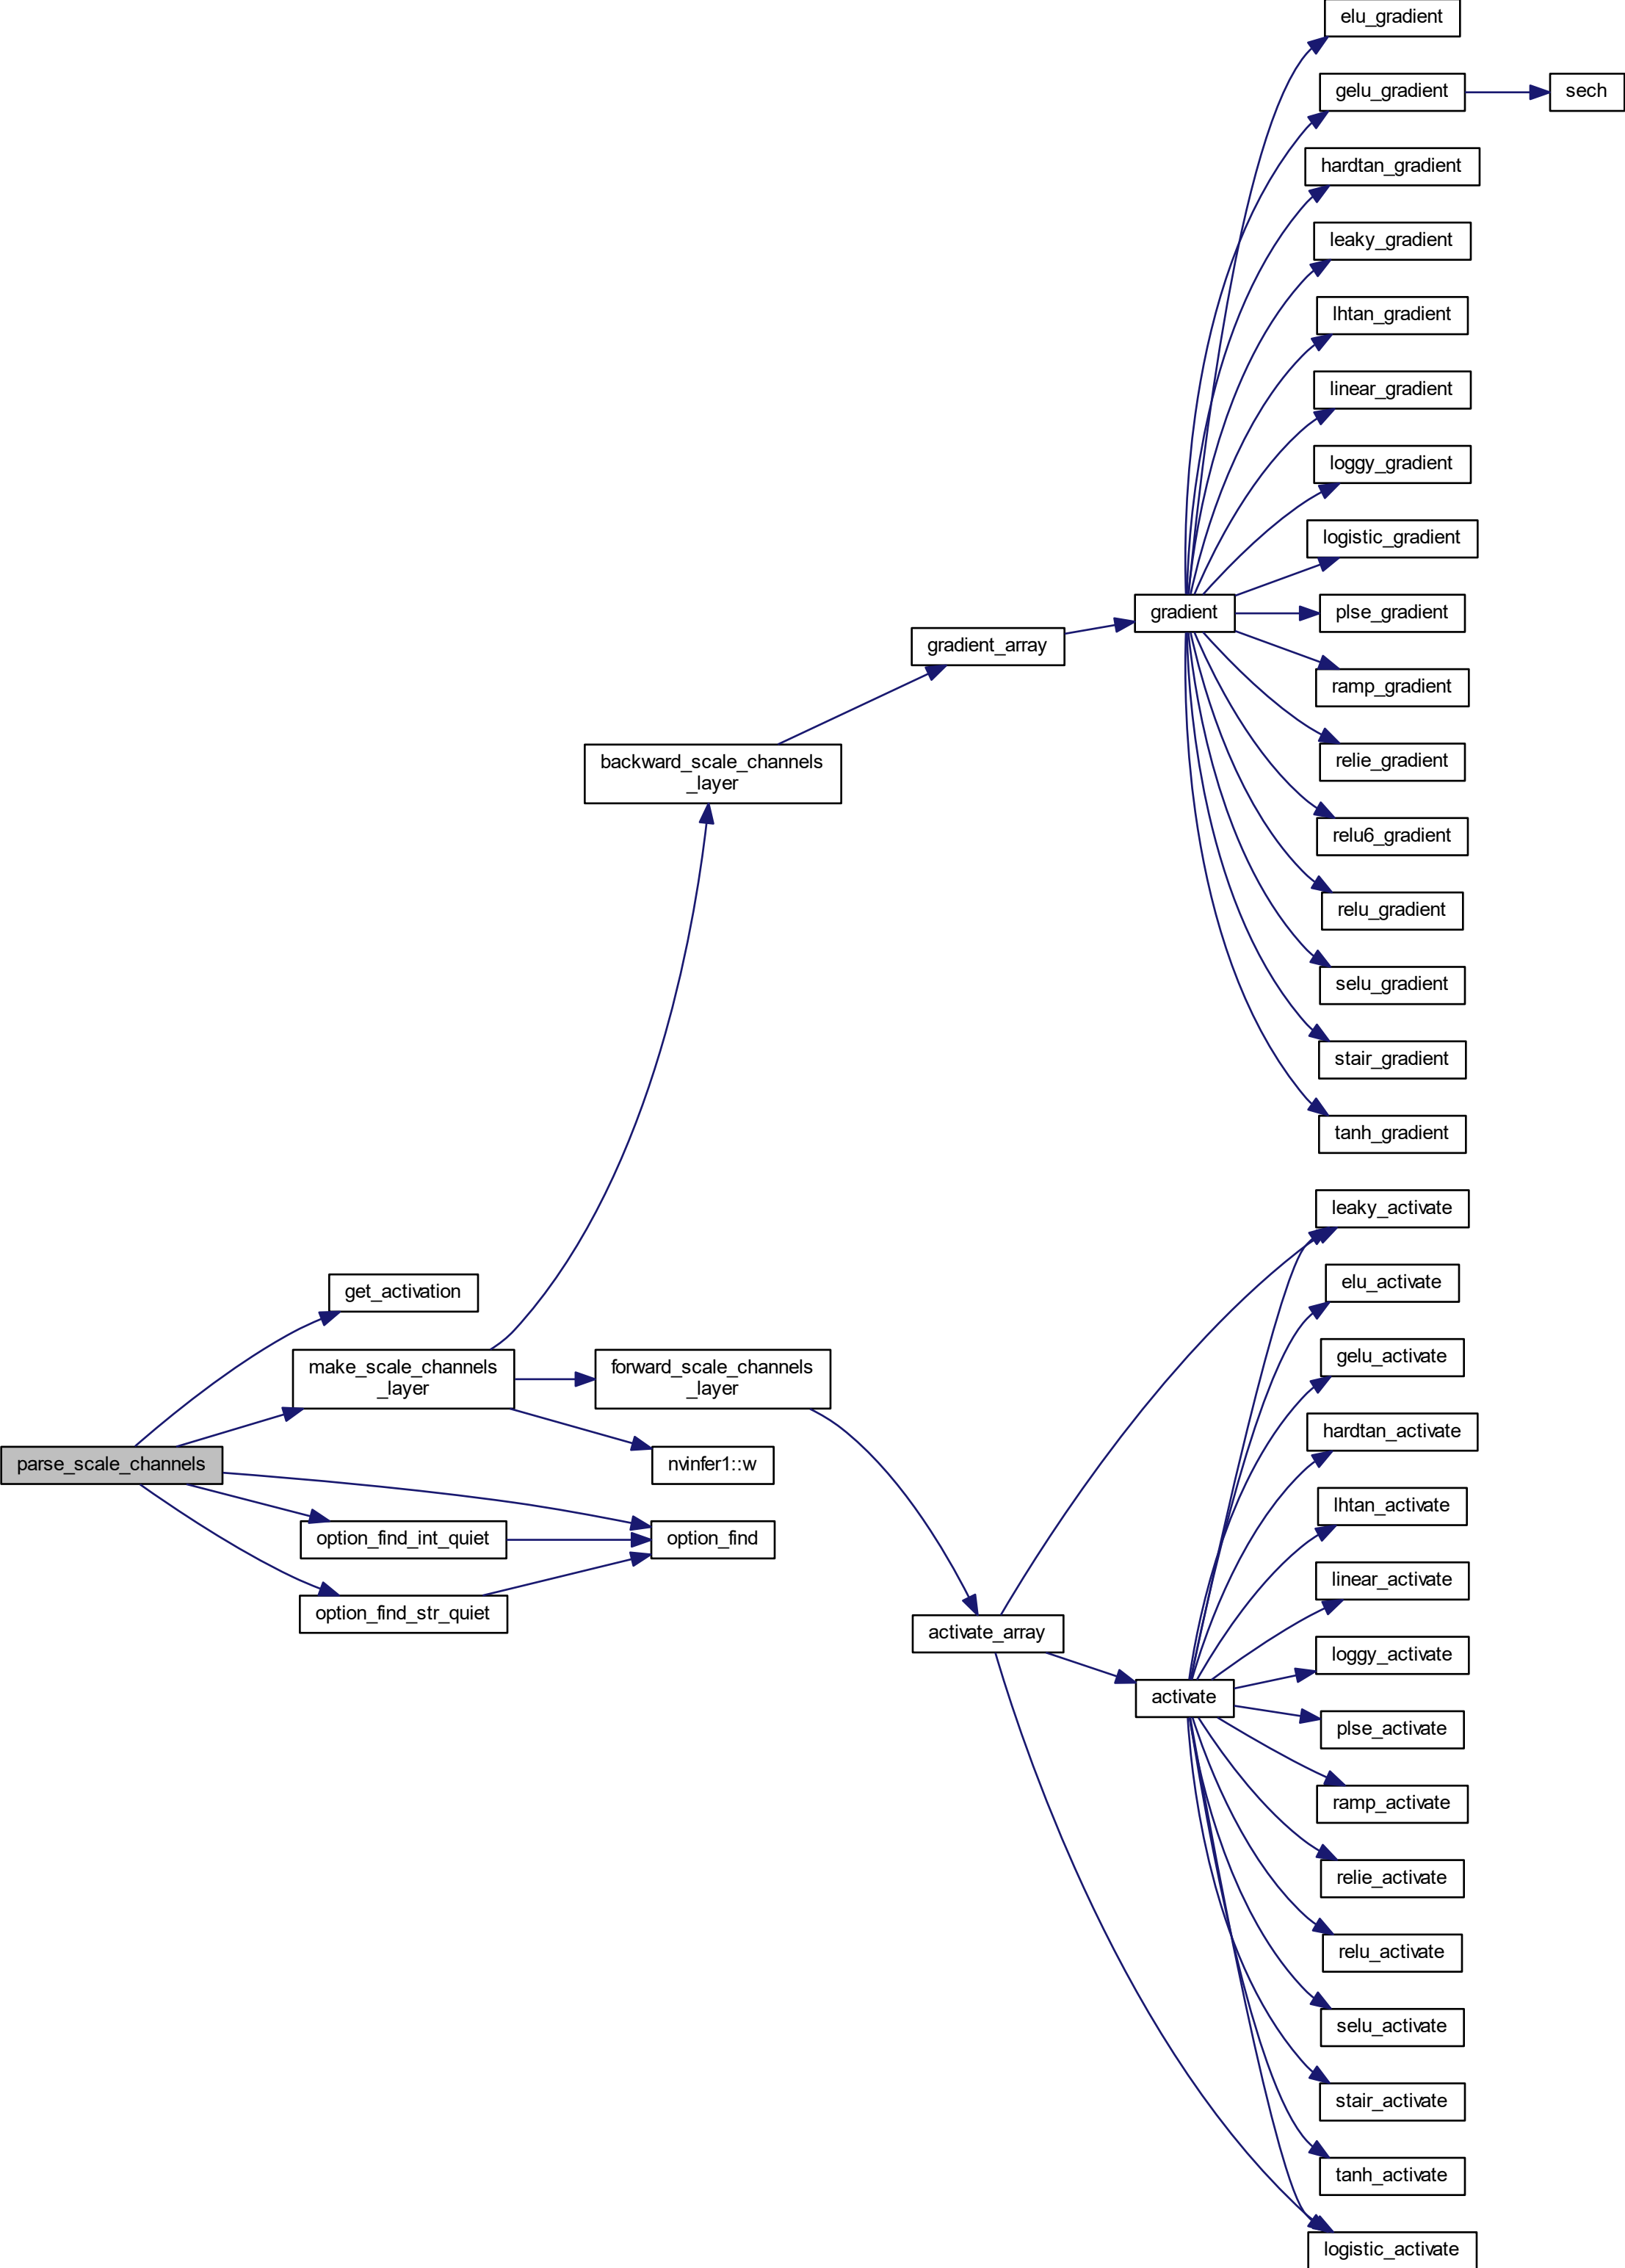 elu_gradient
gelu_gradient
sech
hardtan_gradient
leaky_gradient
lhtan_gradient
linear_gradient
loggy_gradient
logistic_gradient
gradient
plse_gradient
gradient_array
ramp_gradient
backward_scale_channels
_layer
relie_gradient
relu6_gradient
relu_gradient
selu_gradient
stair_gradient
tanh_gradient
leaky_activate
get_activation
elu_activate
make_scale_channels
_layer
forward_scale_channels
_layer
gelu_activate
hardtan_activate
parse_scale_channels
nvinfer1::w
lhtan_activate
option_find_int_quiet
option_find
linear_activate
option_find_str_quiet
activate_array
loggy_activate
activate
plse_activate
ramp_activate
relie_activate
relu_activate
selu_activate
stair_activate
tanh_activate
logistic_activate